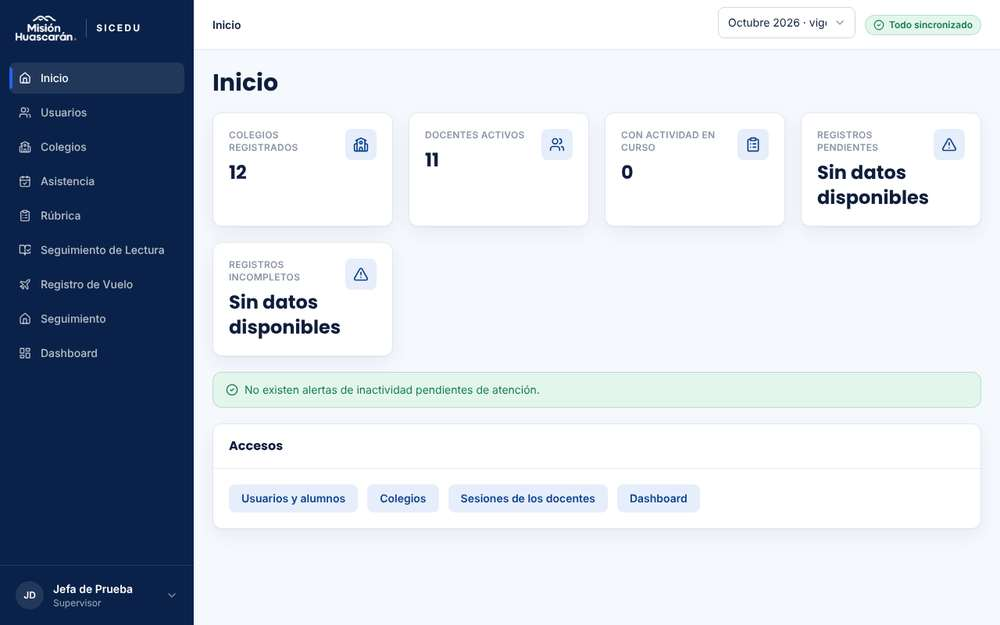 Misión
Huascarán.
SICEDU
Inicio
Usuarios
Colegios
Asistencia
Rúbrica
Seguimiento de Lectura
Registro de Vuelo
Seguimiento
Dashboard
JD
Jefa de Prueba
Supervisor
Inicio
Octubre 2026 · vig
Todo sincronizado
Inicio
COLEGIOS
REGISTRADOS
12
DOCENTES ACTIVOS
11
CON ACTIVIDAD EN
CURSO
0
REGISTROS
PENDIENTES
Sin datos
disponibles
REGISTROS
INCOMPLETOS
Sin datos
disponibles
No existen alertas de inactividad pendientes de atención.
Accesos
Usuarios y alumnos
Colegios
Sesiones de los docentes
Dashboard